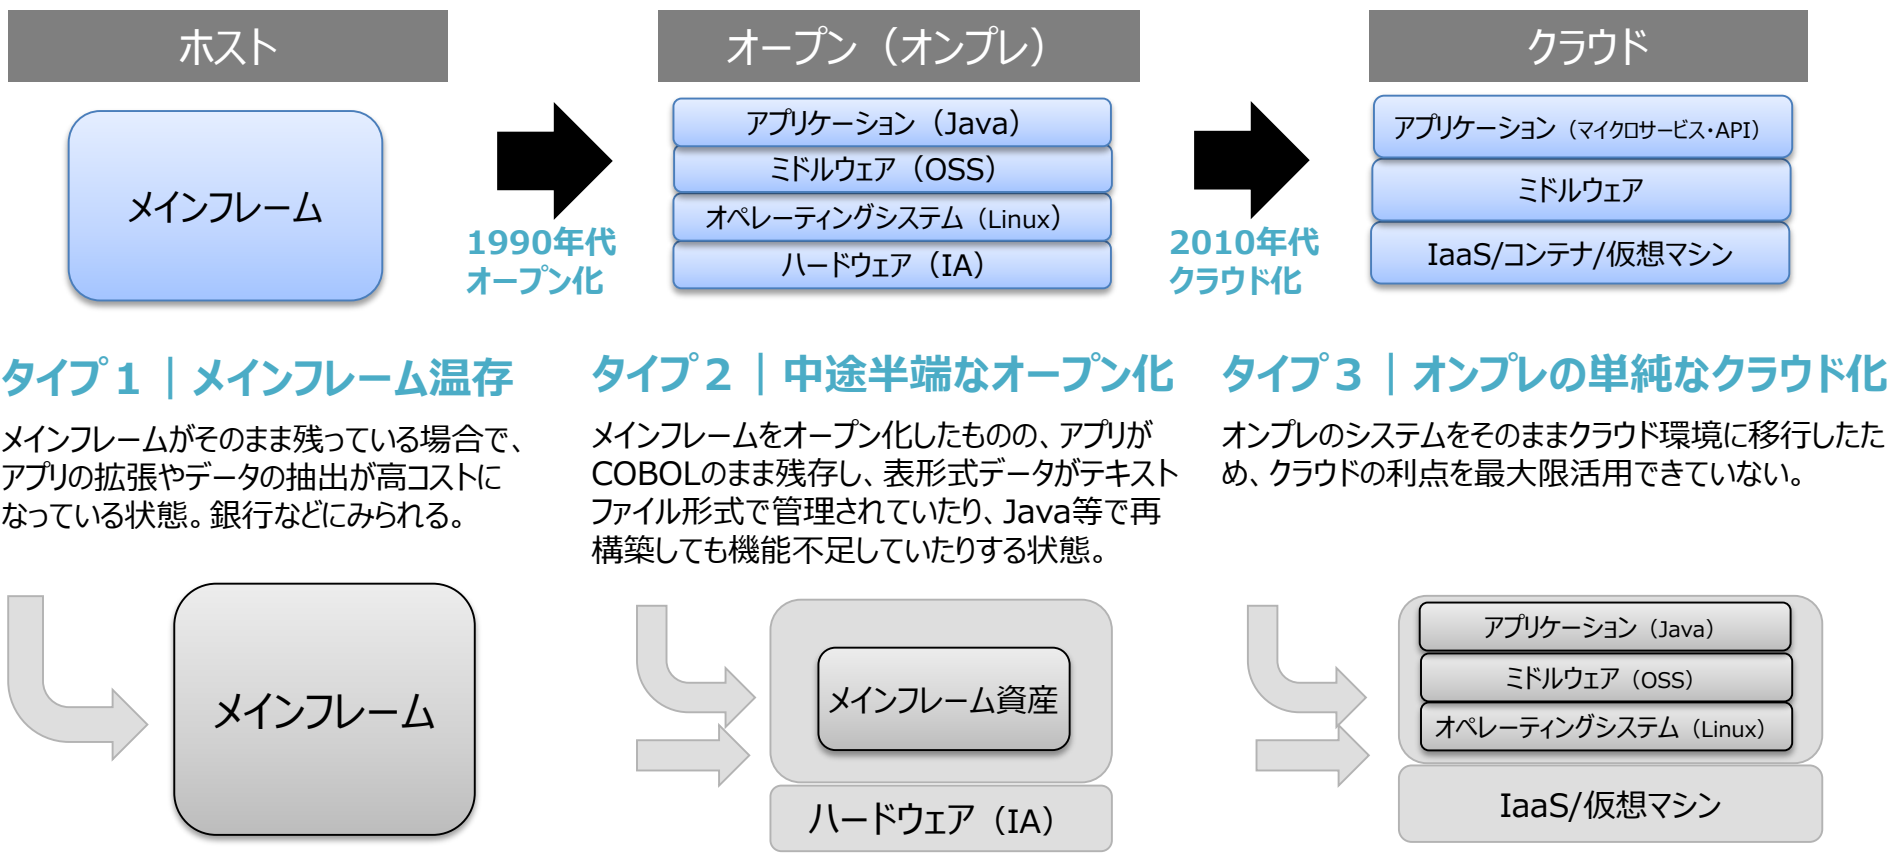 ホスト
メインフレーム
1990年代
オープン化
オープン（オンプレ）
アプリケーション（Java）
ミドルウェア（OSS）
オペレーティングシステム（Linux）
ハードウェア（IA）
2010年代
クラウド化
クラウド
アプリケーション（マイクロサービス・API）
ミドルウェア
IaaS/コンテナ/仮想マシン
タイプ１｜メインフレーム温存
メインフレームがそのまま残っている場合で、
アプリの拡張やデータの抽出が高コストに
なっている状態。銀行などにみられる。
メインフレーム
タイプ２｜中途半端なオープン化
メインフレームをオープン化したものの、アプリが
COBOLのまま残存し、表形式データがテキスト
ファイル形式で管理されていたり、Java等で再
構築しても機能不足していたりする状態。
メインフレーム資産
ハードウェア（IA）
タイプ３｜オンプレの単純なクラウド化
オンプレのシステムをそのままクラウド環境に移行したた
め、クラウドの利点を最大限活用できていない。
アプリケーション（Java）
ミドルウェア（OSS）
オペレーティングシステム（Linux）
IaaS/仮想マシン